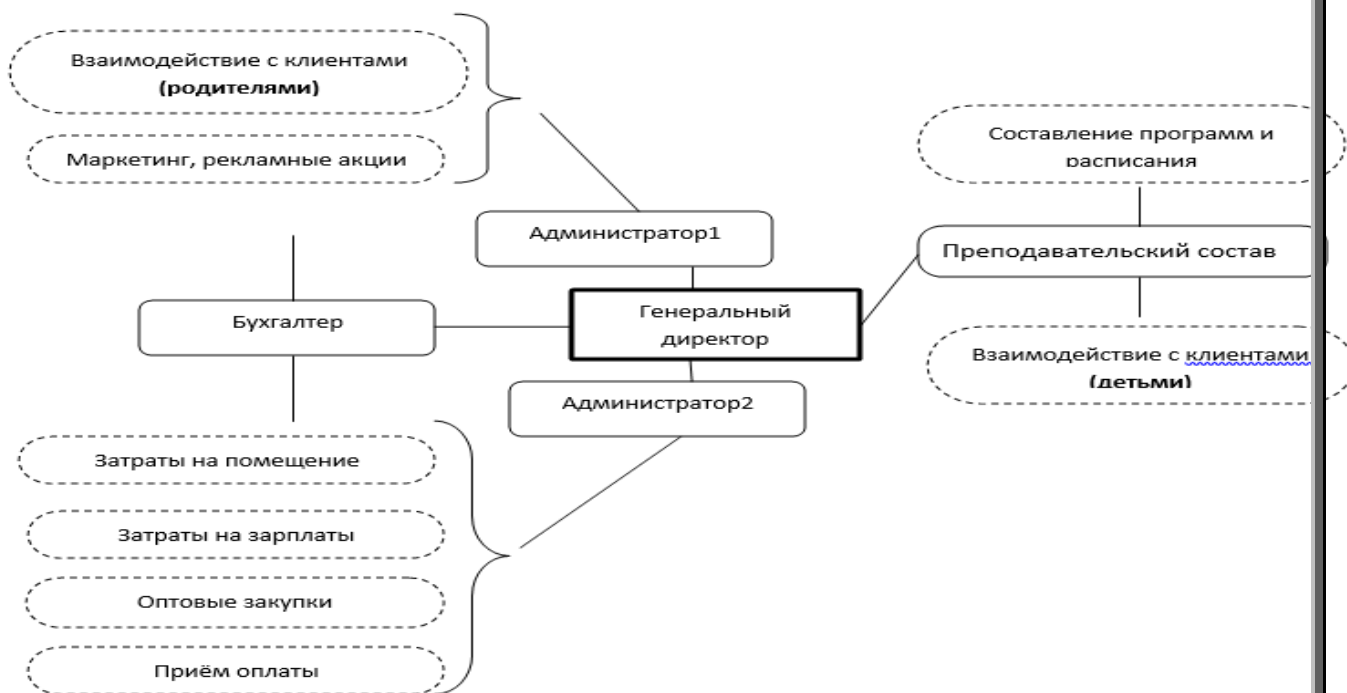 Взаимодействие с клиентами
(родителями)
Маркетинг, рекламные акции
Администратор1
Бухгалтер
Генеральный
директор
Администратор2
Затраты на помещение
Затраты на зарплаты
Оптовые закупки
Приём оплаты
Составление программ и
расписания
Преподавательский состав
Взаимодействие с клиентами
(детьми)